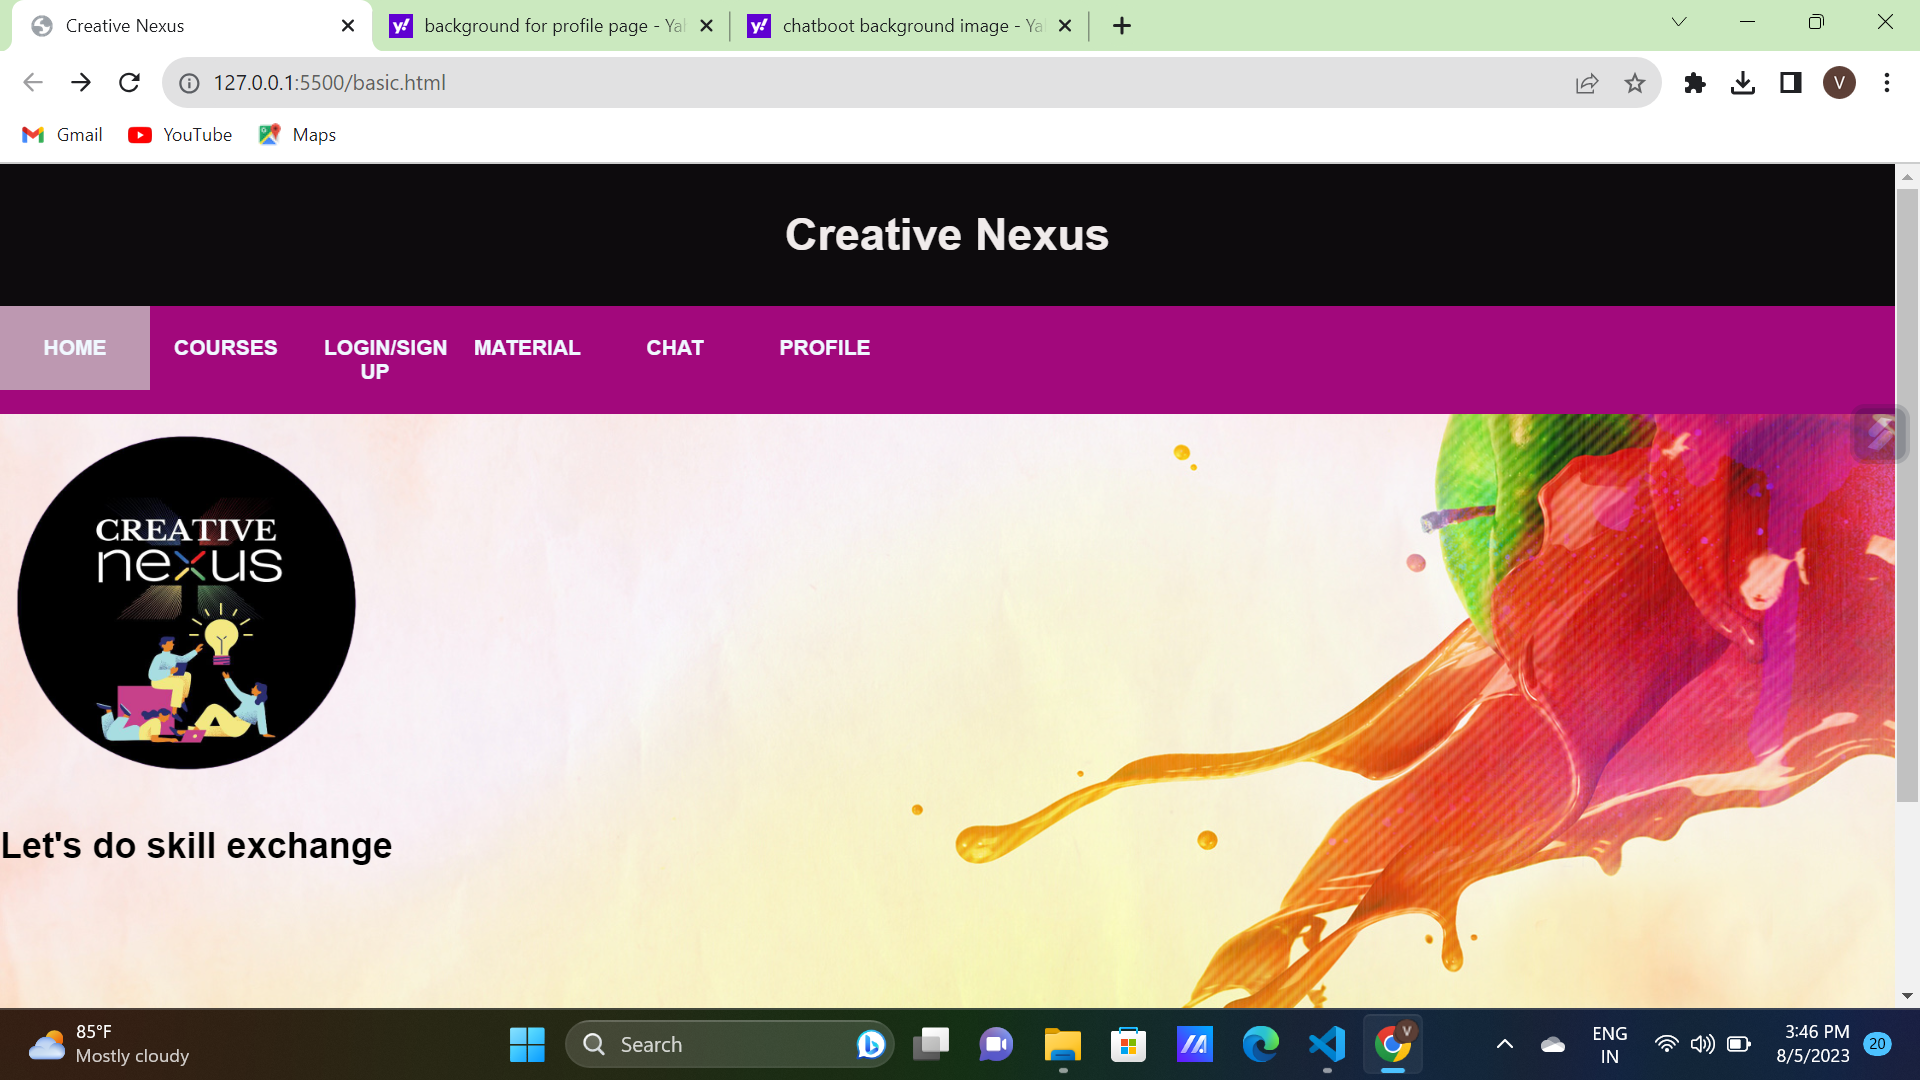 Creative Nexus
background for profile page - Ya
chatboot background image - Ya
127.0.0.1:5500/basic.html
V
Gmail
YouTube
Maps
Creative Nexus
HOME
COURSES
LOGIN/SIGN
UP
MATERIAL
CHAT
PROFILE
CREATIVE
nexus
Let's do skill exchange
85°F
Mostly cloudy
Search
V
ENG
IN
3:46 PM
8/5/2023
20